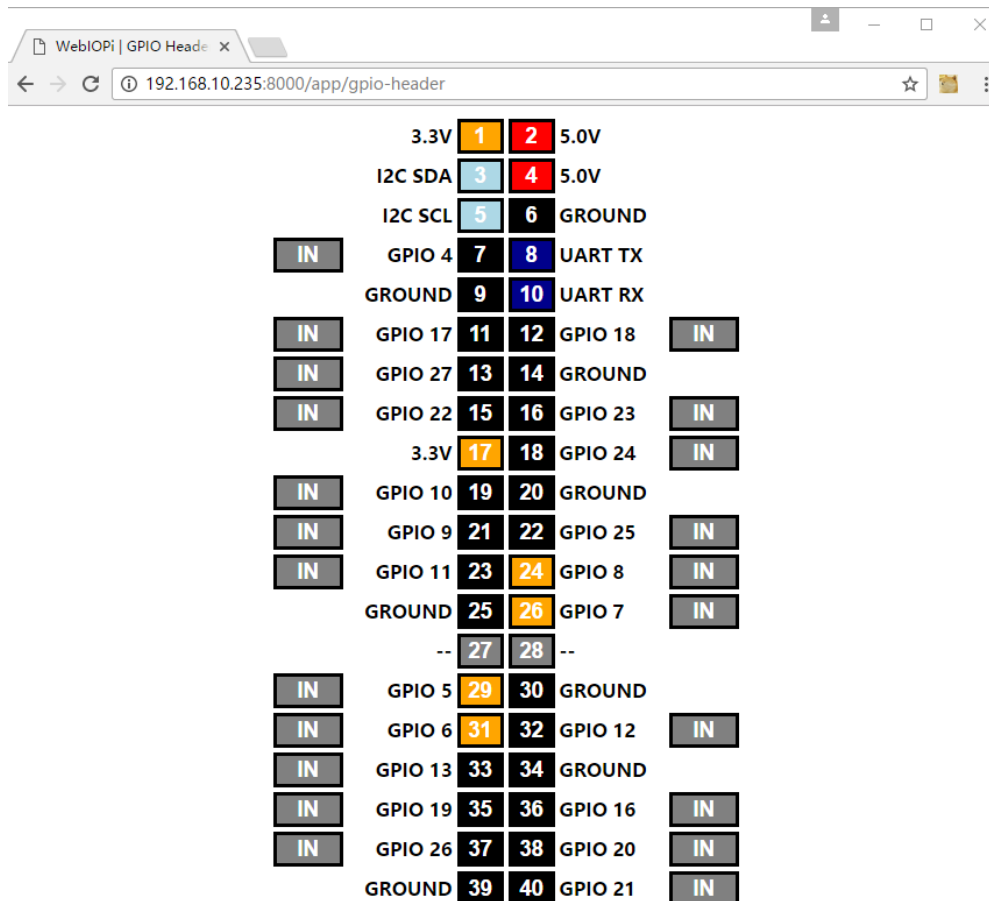 WebIOPi | GPIO Heade
192.168.10.235:8000/app/gpio-header
3.3V 1 2 5.0V
I2C SDA 3 4 5.0V
I2C SCL 5 6 GROUND
IN GPIO 4 7 8 UART TX
GROUND 9 10 UART RX
IN GPIO 17 11 12 GPIO 18 IN
IN GPIO 27 13 14 GROUND
IN GPIO 22 15 16 GPIO 23 IN
3.3V 17 18 GPIO 24 IN
IN GPIO 10 19 20 GROUND
IN GPIO 9 21 22 GPIO 25 IN
IN GPIO 11 23 24 GPIO 8 IN
GROUND 25 26 GPIO 7 IN
-- 27 28 --
IN GPIO 5 29 30 GROUND
IN GPIO 6 31 32 GPIO 12 IN
IN GPIO 13 33 34 GROUND
IN GPIO 19 35 36 GPIO 16 IN
IN GPIO 26 37 38 GPIO 20 IN
GROUND 39 40 GPIO 21 IN